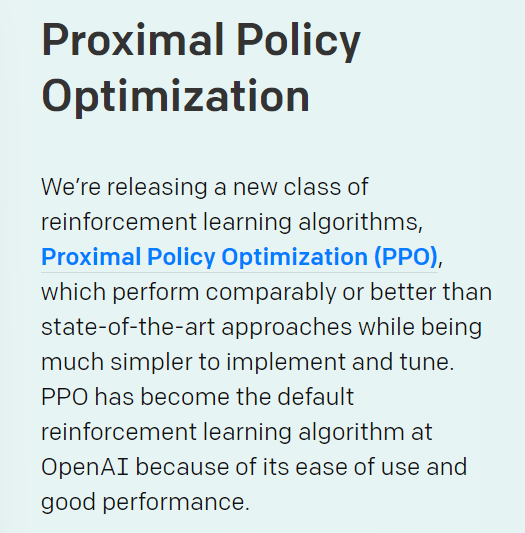 Proximal Policy
Optimization
We’re releasing a new class of
reinforcement learning algorithms,
Proximal Policy Optimization (PPO),
which perform comparably or better than
state-of-the-art approaches while being
much simpler to implement and tune.
PPO has become the default
reinforcement learning algorithm at
OpenAI because of its ease of use and
good performance.